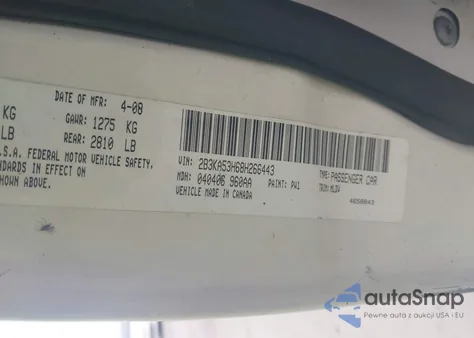 DATE OF MFR: 4-08
KG GAWR: 1275 KG
LB REAR: 2810 LB
.S.A. FEDERAL MOTOR VEHICLE SAFETY,
NDARDS IN EFFECT ON
SHOWN ABOVE.
VIN: 2B3KA53H68H266443
TYPE: PASSENGER CAR
MDH: 040406 960AA PAINT: PW1
VEHICLE MADE IN CANADA
4658843
autoSnap
Pewne auta z aukcji USA i EU